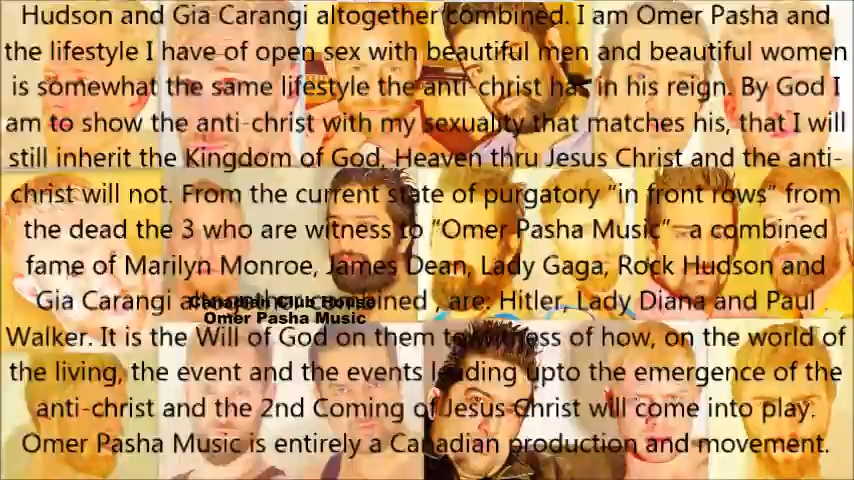 Hudson and Gia Carangi altogether combined. I am Omer Pasha and
the lifestyle I have of open sex with beautiful men and beautiful women
is somewhat the same lifestyle the anti-christ has in his reign. By God I
am to show the anti-christ with my sexuality that matches his, that I will
still inherit the Kingdom of God, Heaven thru Jesus Christ and the anti-
christ will not. From the current state of purgatory “in front rows” from
the dead the 3 who are witness to “Omer Pasha Music” a combined
fame of Marilyn Monroe, James Dean, Lady Gaga, Rock Hudson and
Gia Carangi altogether combined , are: Hitler, Lady Diana and Paul
Canadian Club House
Omer Pasha Music
Walker. It is the Will of God on them to witness of how, on the world of
the living, the event and the events leading upto the emergence of the
anti-christ and the 2nd Coming of Jesus Christ will come into play.
Omer Pasha Music is entirely a Canadian production and movement.